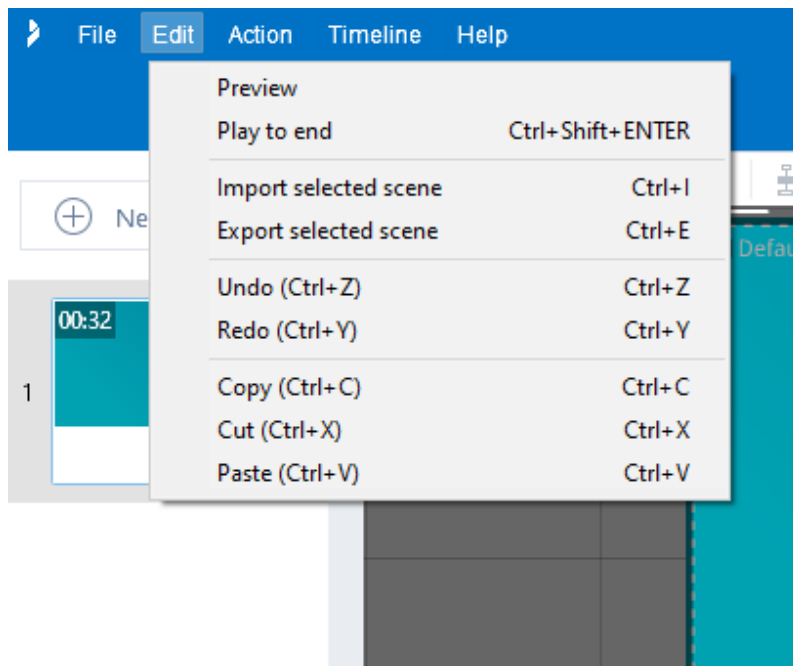 File Edit Action Timeline Help
Preview
Play to end Ctrl+Shift+ENTER
Import selected scene Ctrl+I
Export selected scene Ctrl+E
Undo (Ctrl+Z) Ctrl+Z
Redo (Ctrl+Y) Ctrl+Y
Copy (Ctrl+C) Ctrl+C
Cut (Ctrl+X) Ctrl+X
Paste (Ctrl+V) Ctrl+V
Ne
Defau
00:32
1